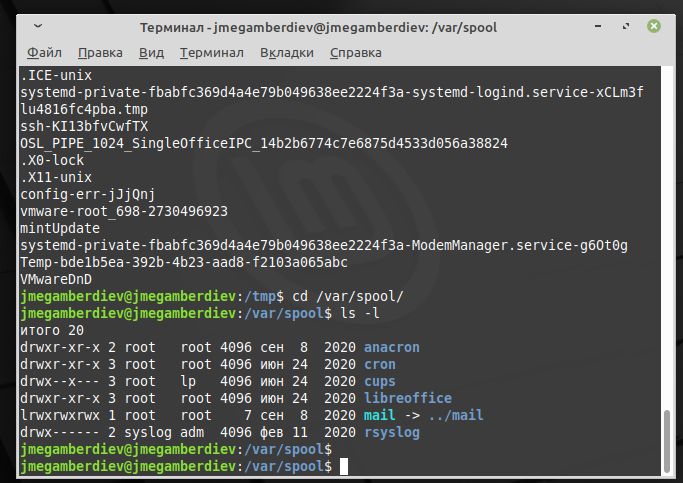 Терминал - jmegamberdiev@jmegamberdiev: /var/spool
Файл Правка Вид Терминал Вкладки Справка
.ICE-unix
systemd-private-fbabfc369d4a4e79b049638ee2224f3a-systemd-logind.service-xCLm3f
lu4816fc4pba.tmp
ssh-KI13bfvCwfTX
OSL_PIPE_1024_SingleOfficeIPC_14b2b6774c7e6875d4533d056a38824
.X0-lock
.X11-unix
config-err-jJjQnj
vmware-root_698-2730496923
mintUpdate
systemd-private-fbabfc369d4a4e79b049638ee2224f3a-ModemManager.service-g6Ot0g
Temp-bde1b5ea-392b-4b23-aad8-f2103a065abc
VMwareDnD
jmegamberdiev@jmegamberdiev:/tmp$ cd /var/spool/
jmegamberdiev@jmegamberdiev:/var/spool$ ls -l
итого 20
drwxr-xr-x 2 root   root 4096 сен  8  2020 anacron
drwxr-xr-x 3 root   root 4096 июн 24  2020 cron
drwx--x--- 3 root   lp   4096 июн 24  2020 cups
drwxr-xr-x 3 root   root 4096 июн 24  2020 libreoffice
lrwxrwxrwx 1 root   root    7 сен  8  2020 mail -> ../mail
drwx------ 2 syslog adm  4096 фев 11  2020 rsyslog
jmegamberdiev@jmegamberdiev:/var/spool$
jmegamberdiev@jmegamberdiev:/var/spool$